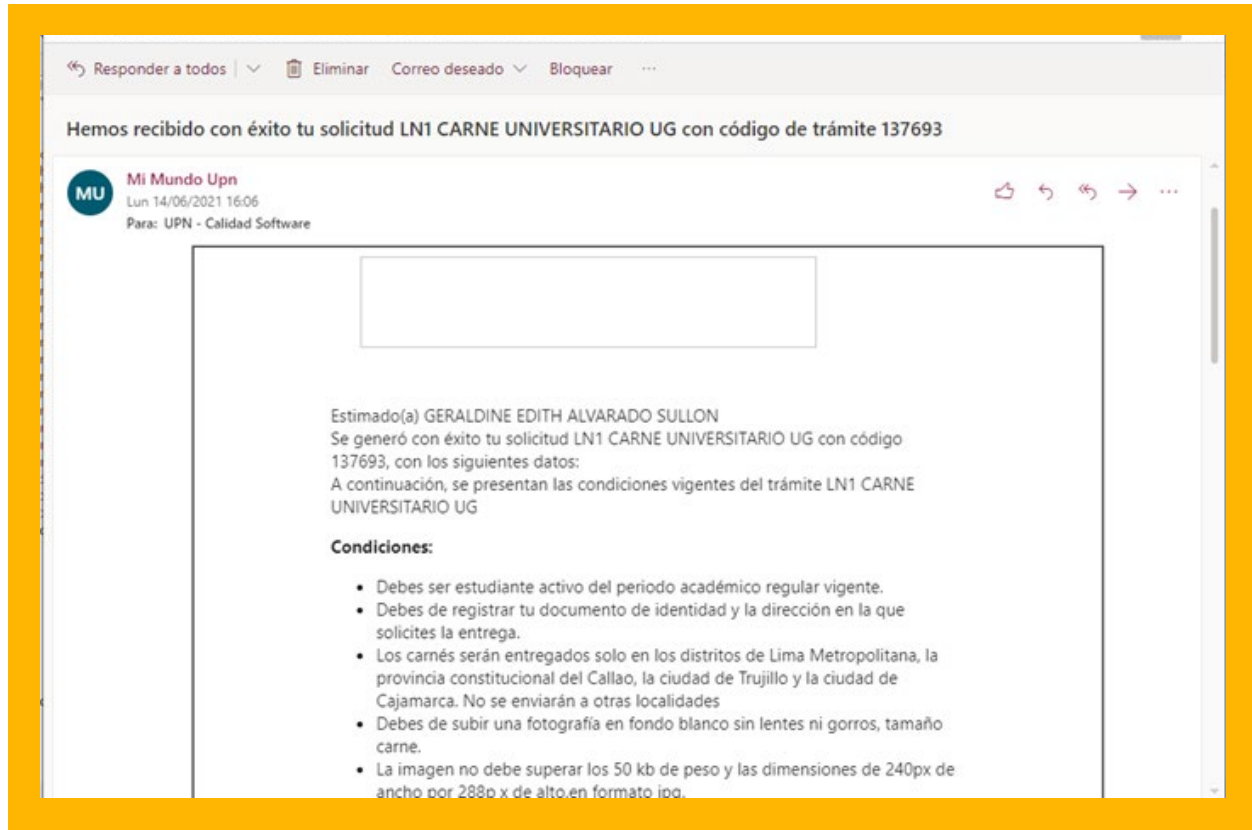 Responder a todos Eliminar Correo deseado Bloquear ...
Hemos recibido con éxito tu solicitud LN1 CARNE UNIVERSITARIO UG con código de trámite 137693
MU
Mi Mundo Upn
Lun 14/06/2021 16:06
Para: UPN - Calidad Software
Estimado(a) GERALDINE EDITH ALVARADO SULLON
Se generó con éxito tu solicitud LN1 CARNE UNIVERSITARIO UG con código
137693, con los siguientes datos:
A continuación, se presentan las condiciones vigentes del trámite LN1 CARNE
UNIVERSITARIO UG
Condiciones:
• Debes ser estudiante activo del periodo académico regular vigente.
• Debes de registrar tu documento de identidad y la dirección en la que
solicites la entrega.
• Los carnés serán entregados solo en los distritos de Lima Metropolitana, la
provincia constitucional del Callao, la ciudad de Trujillo y la ciudad de
Cajamarca. No se enviarán a otras localidades
• Debes de subir una fotografía en fondo blanco sin lentes ni gorros, tamaño
carne.
• La imagen no debe superar los 50 kb de peso y las dimensiones de 240px de
ancho por 288p x de alto,en formato jpg.